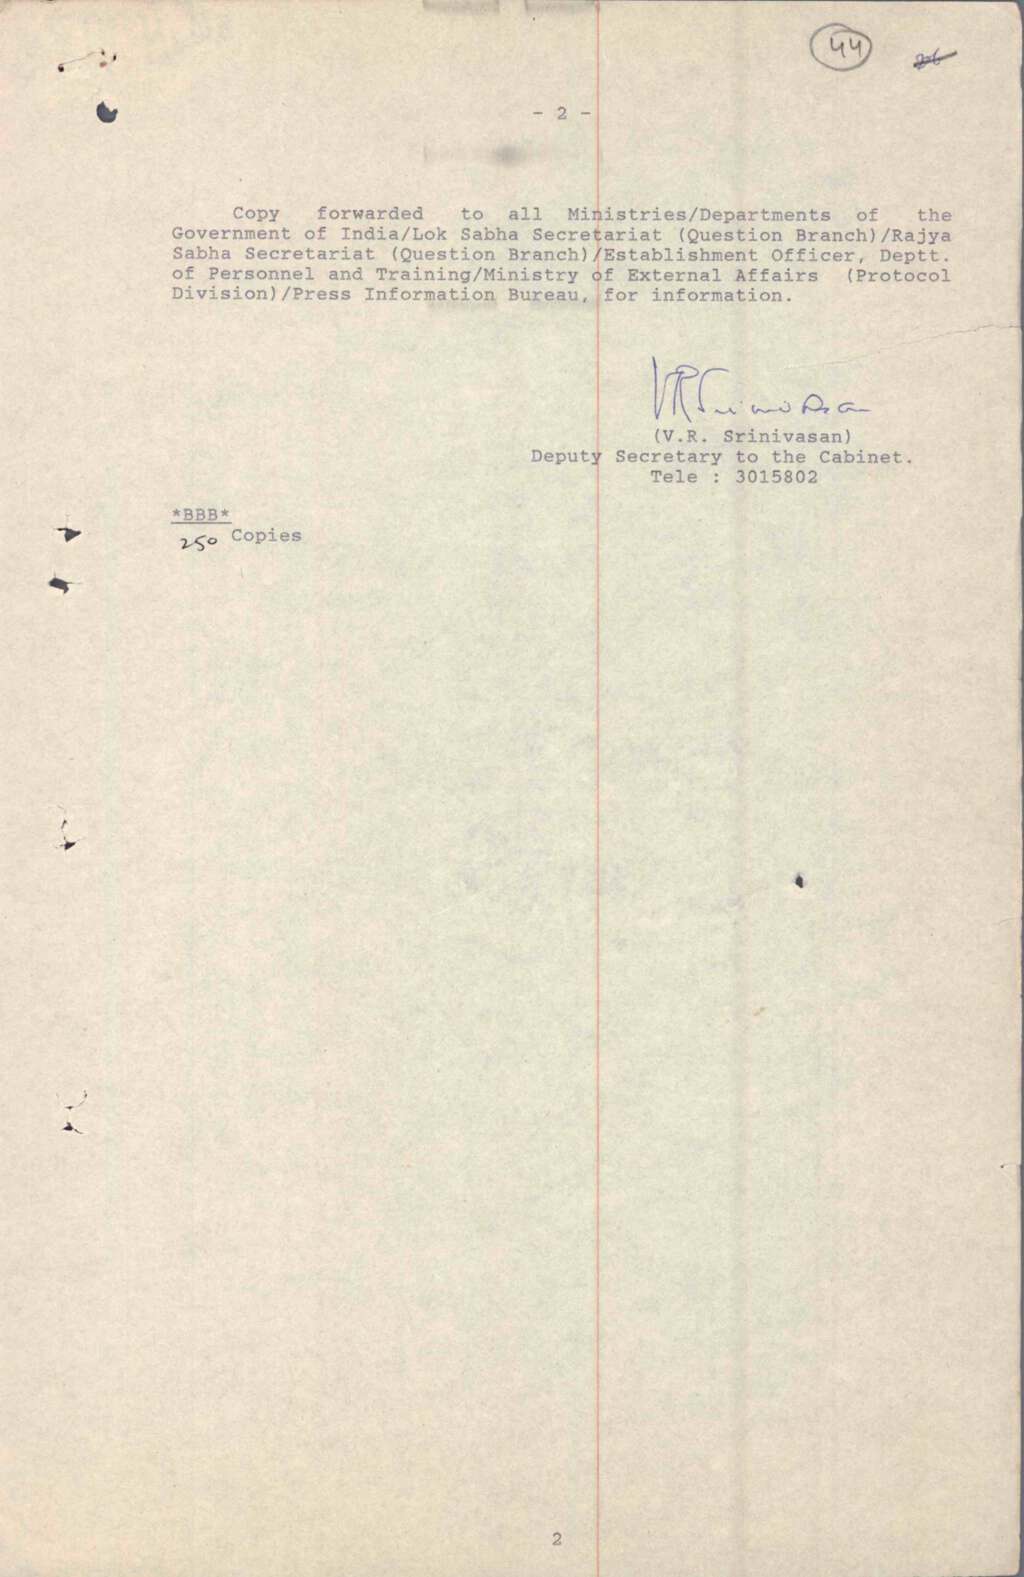 44
- 2 -
Copy forwarded to all Ministries/Departments of the
Government of India/Lok Sabha Secretariat (Question Branch)/Rajya
Sabha Secretariat (Question Branch)/Establishment Officer, Deptt.
of Personnel and Training/Ministry of External Affairs (Protocol
Division)/Press Information Bureau, for information.
VR Srinivasan
(V.R. Srinivasan)
Deputy Secretary to the Cabinet.
Tele : 3015802
*BBB*
250 Copies
2